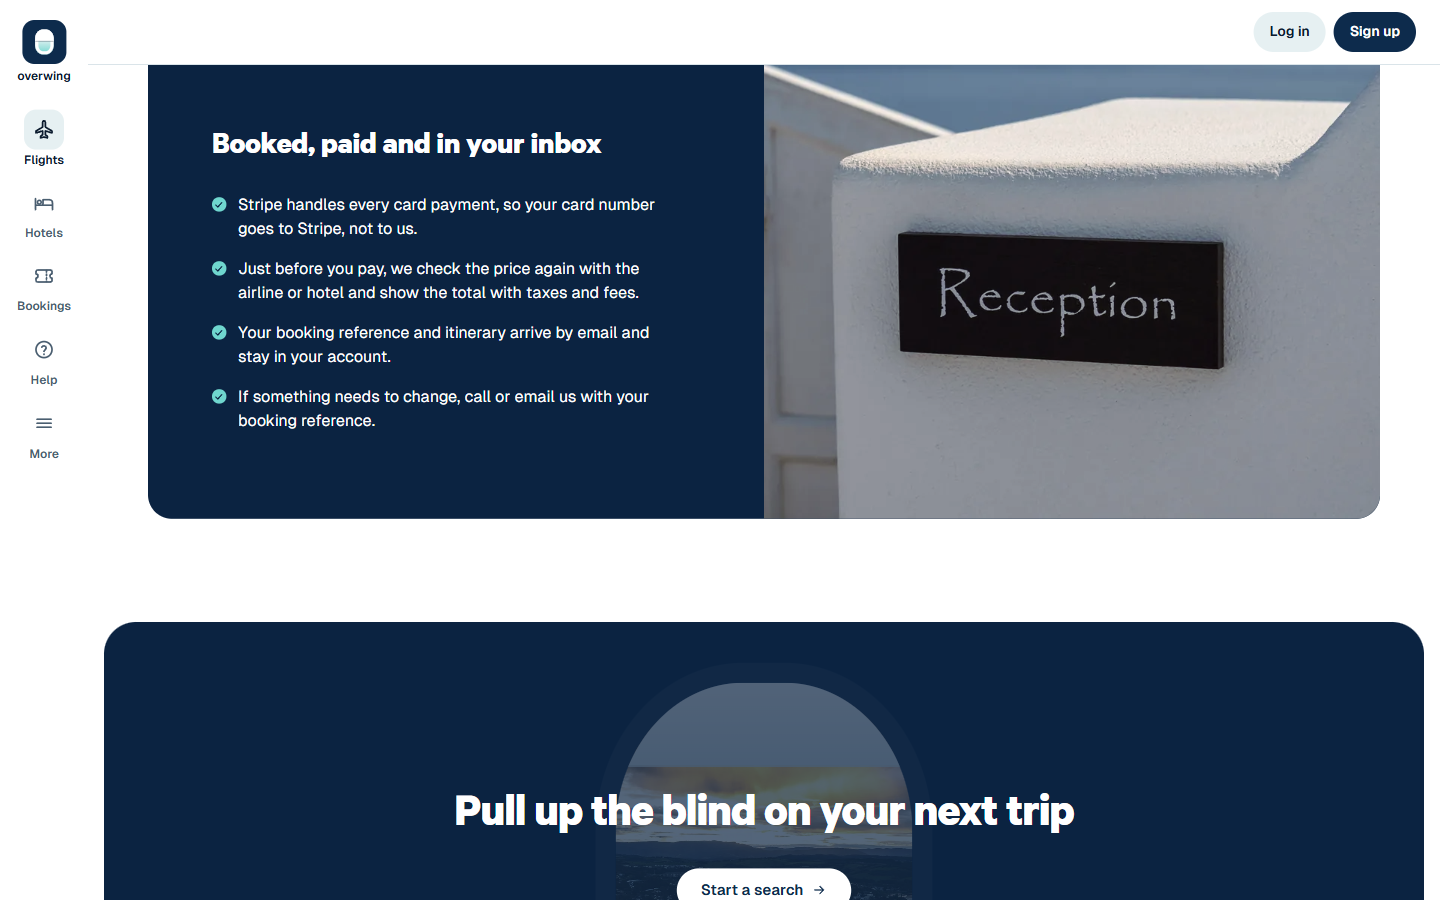 overwing
Flights
Hotels
Bookings
Help
More
Log in
Sign up
Booked, paid and in your inbox
Stripe handles every card payment, so your card number
goes to Stripe, not to us.
Just before you pay, we check the price again with the
airline or hotel and show the total with taxes and fees.
Your booking reference and itinerary arrive by email and
stay in your account.
If something needs to change, call or email us with your
booking reference.
Reception
Pull up the blind on your next trip
Start a search